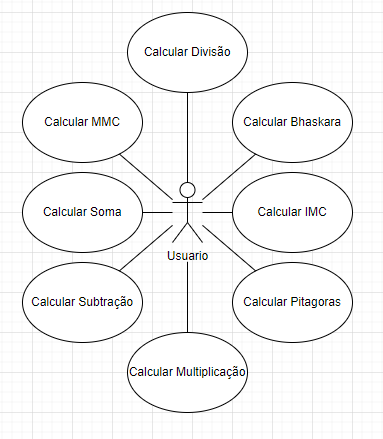 Calcular Divisão
Calcular MMC
Calcular Bhaskara
Calcular Soma
Calcular IMC
Usuario
Calcular Subtração
Calcular Pitagoras
Calcular Multiplicação